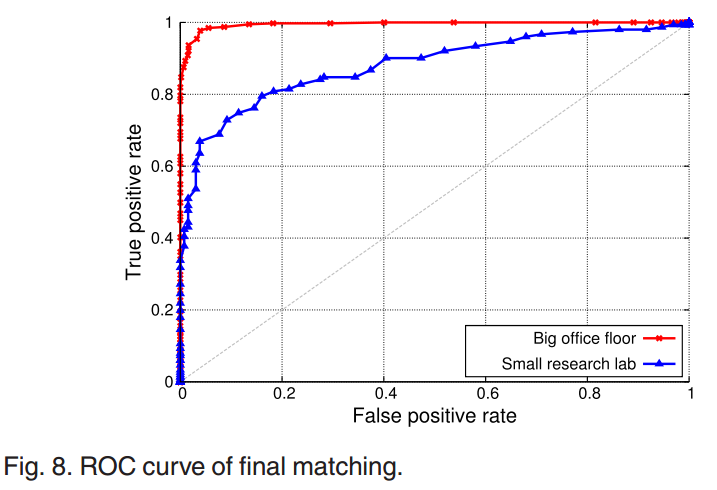 1
0.8
0.6
0.4
0.2
0
True positive rate
Big office floor
Small research lab
0 0.2 0.4 0.6 0.8 1
False positive rate
Fig. 8. ROC curve of final matching.